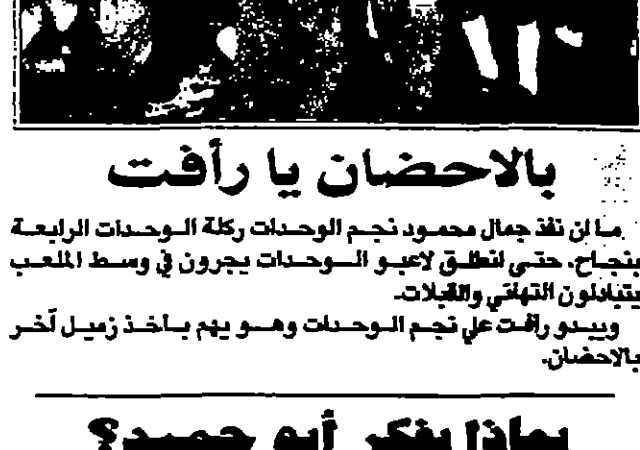 بالاحضان يا رأفت
ما ان نفذ جمال محمود نجم الوحدات ركلة الوحدات الرابعة
بنجاح، حتى انطلق لاعبو الوحدات يجرون في وسط الملعب
يتبادلون التهاني والقبلات.
ويبدو رأفت علي نجم الوحدات وهو يهم بأخذ زميل آخر
بالاحضان.
بماذا يفكر أبو حميد؟